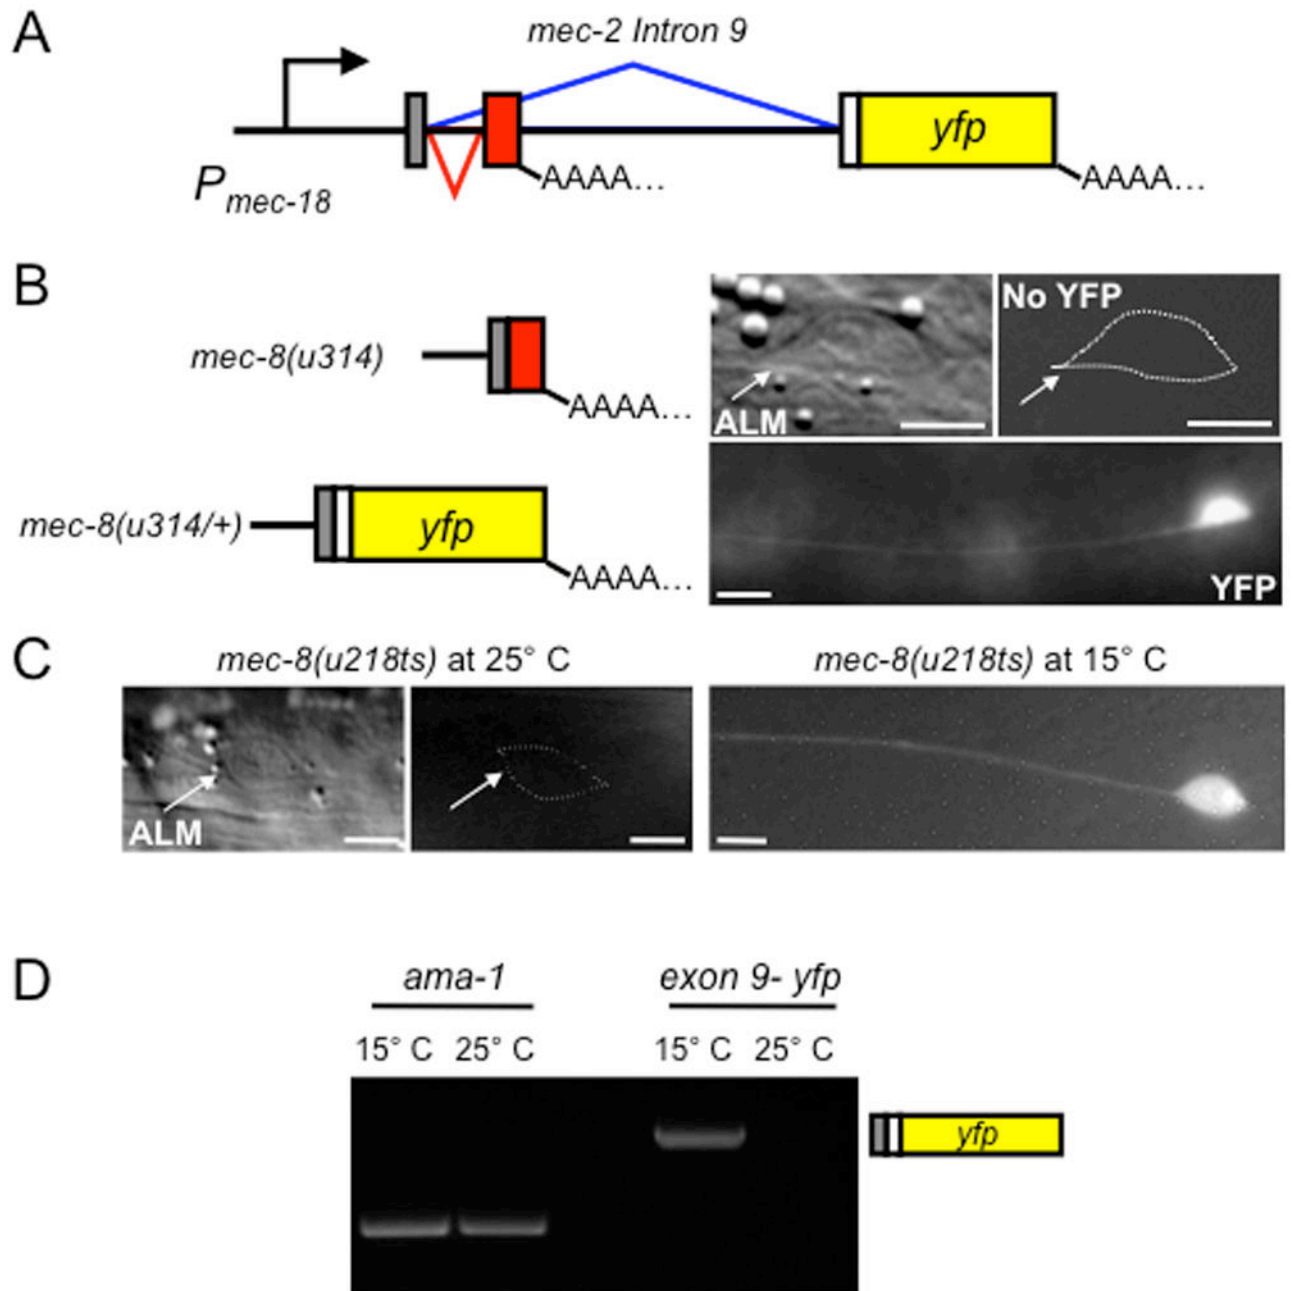 A
mec-2 Intron 9
yfp
AAAA...
AAAA...
Pmec-18
B
No YFP
mec-8(u314)
AAAA...
ALM
mec-8(u314/+)
yfp
AAAA...
YFP
C
mec-8(u218ts) at 25° C
mec-8(u218ts) at 15° C
ALM
D
ama-1
exon 9- yfp
15° C 25° C
15° C 25° C
yfp